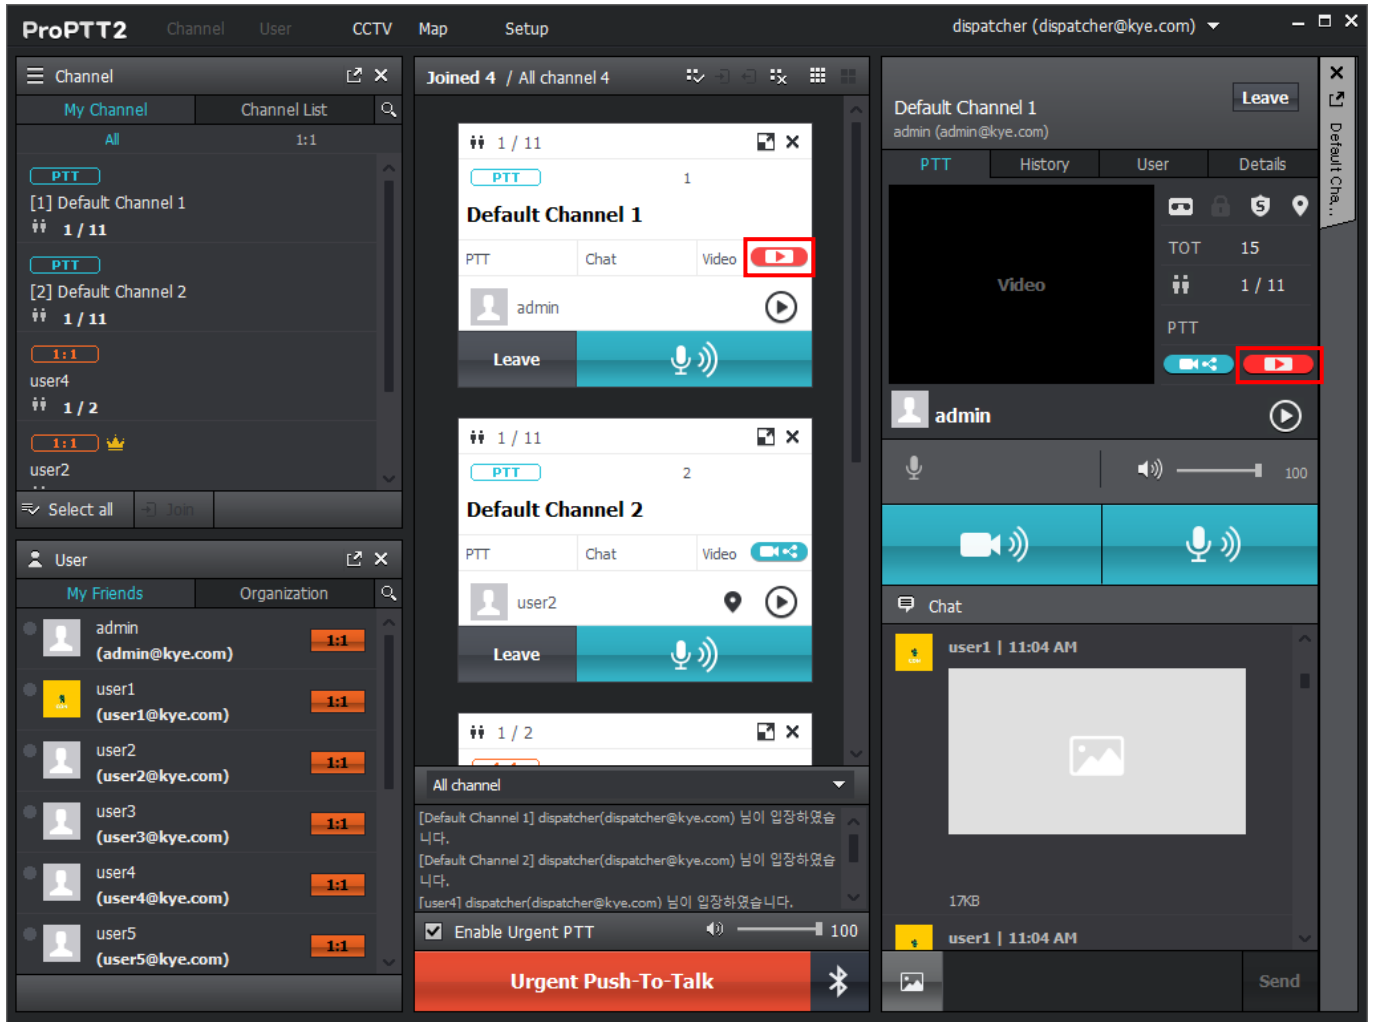 ProPTT2
Channel
User
CCTV
Map
Setup
dispatcher (dispatcher@kye.com)
Channel
My Channel
Channel List
All
1:1
PTT
[1] Default Channel 1
1 / 11
PTT
[2] Default Channel 2
1 / 11
1:1
user4
1 / 2
1:1
user2
Select all
Join
User
My Friends
Organization
admin
(admin@kye.com)
1:1
user1
(user1@kye.com)
1:1
user2
(user2@kye.com)
1:1
user3
(user3@kye.com)
1:1
user4
(user4@kye.com)
1:1
user5
(user5@kye.com)
1:1
Joined 4 / All channel 4
1 / 11
PTT
1
Default Channel 1
PTT
Chat
Video
admin
Leave
1 / 11
PTT
2
Default Channel 2
PTT
Chat
Video
user2
Leave
1 / 2
All channel
[Default Channel 1] dispatcher(dispatcher@kye.com) 님이 입장하였습
니다.
[Default Channel 2] dispatcher(dispatcher@kye.com) 님이 입장하였습
니다.
[user4] dispatcher(dispatcher@kye.com) 님이 입장하였습니다.
Enable Urgent PTT
100
Urgent Push-To-Talk
Default Channel 1
admin (admin@kye.com)
Leave
PTT
History
User
Details
Video
TOT 15
1 / 11
PTT
admin
100
Chat
user1 | 11:04 AM
17KB
user1 | 11:04 AM
Send
Default Cha...